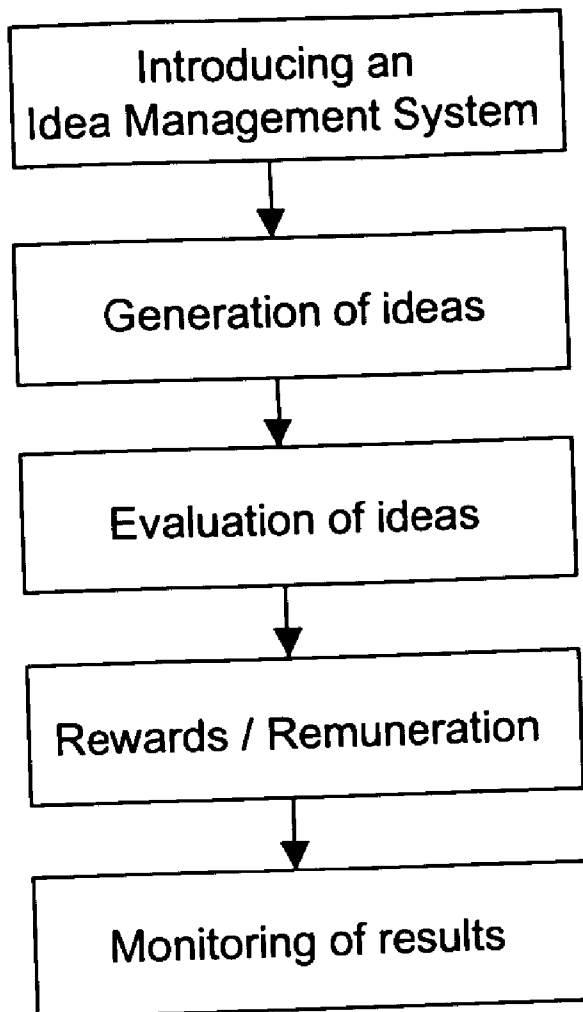 Introducing an
Idea Management System
Generation of ideas
Evaluation of ideas
Rewards / Remuneration
Monitoring of results